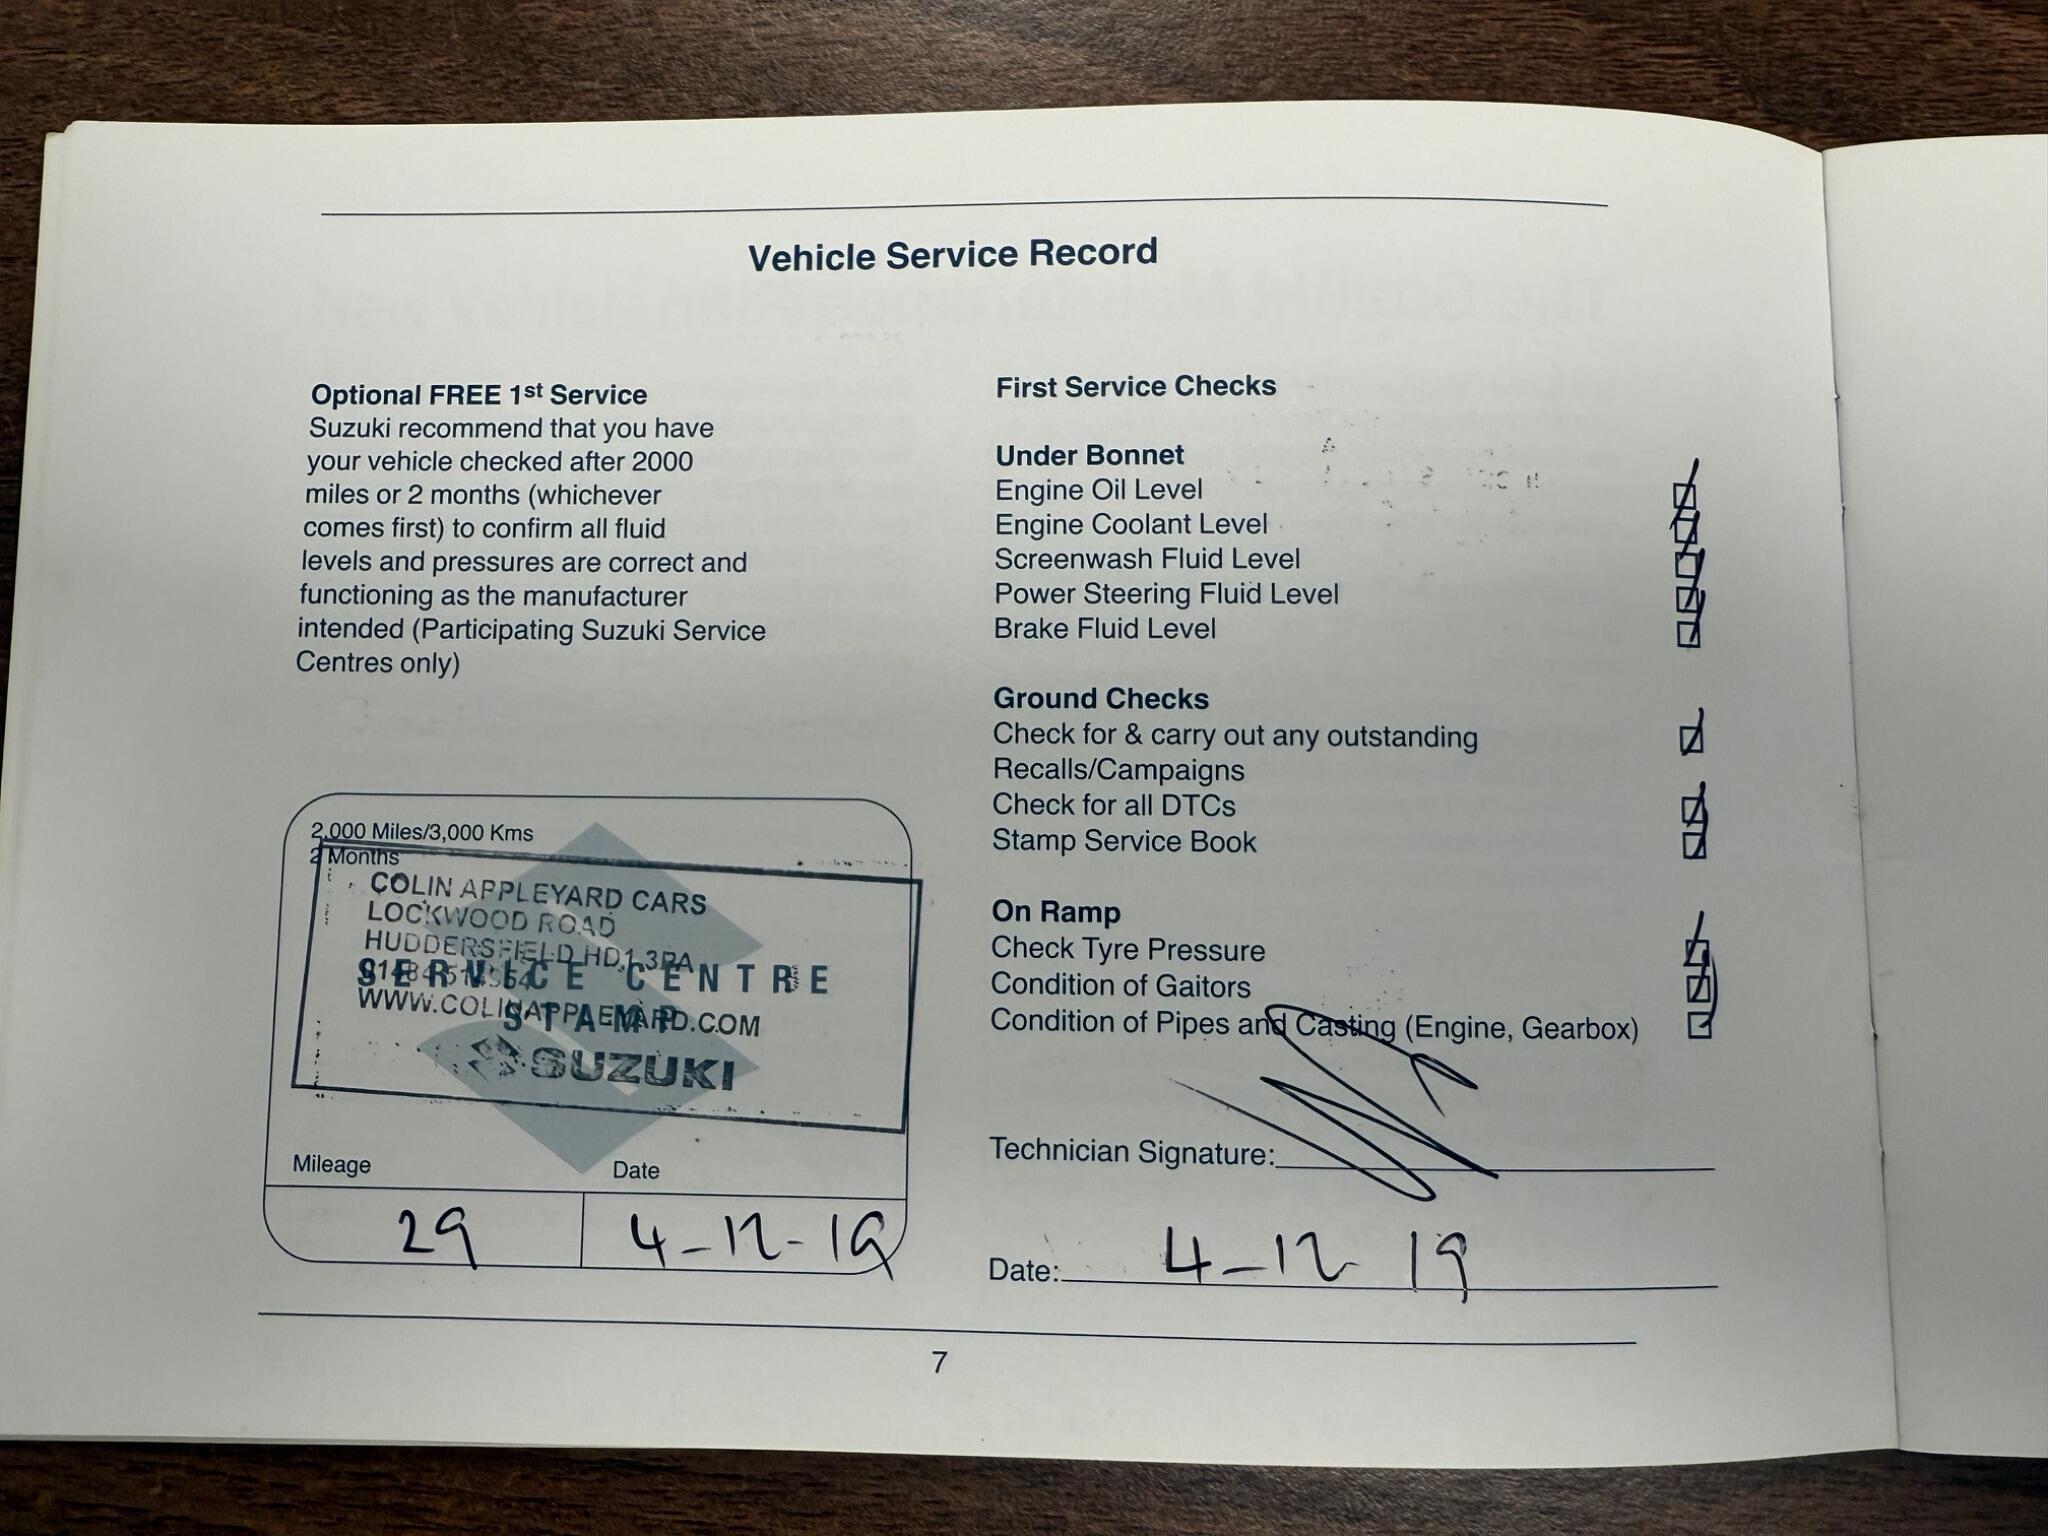 Vehicle Service Record
Optional FREE 1st Service
Suzuki recommend that you have
your vehicle checked after 2000
miles or 2 months (whichever
comes first) to confirm all fluid
levels and pressures are correct and
functioning as the manufacturer
intended (Participating Suzuki Service
Centres only)
2,000 Miles/3,000 Kms
2 Months
COLIN APPLEYARD CARS
LOCKWOOD ROAD
HUDDERSFIELD HD1 3PA
SERVICE CENTRE
STAMP
SUZUKI
Mileage Date
29 4-12-19
First Service Checks
Under Bonnet
Engine Oil Level
Engine Coolant Level
Screenwash Fluid Level
Power Steering Fluid Level
Brake Fluid Level
Ground Checks
Check for & carry out any outstanding
Recalls/Campaigns
Check for all DTCs
Stamp Service Book
On Ramp
Check Tyre Pressure
Condition of Gaitors
Condition of Pipes and Casting (Engine, Gearbox)
Technician Signature:
Date: 4-12-19
7